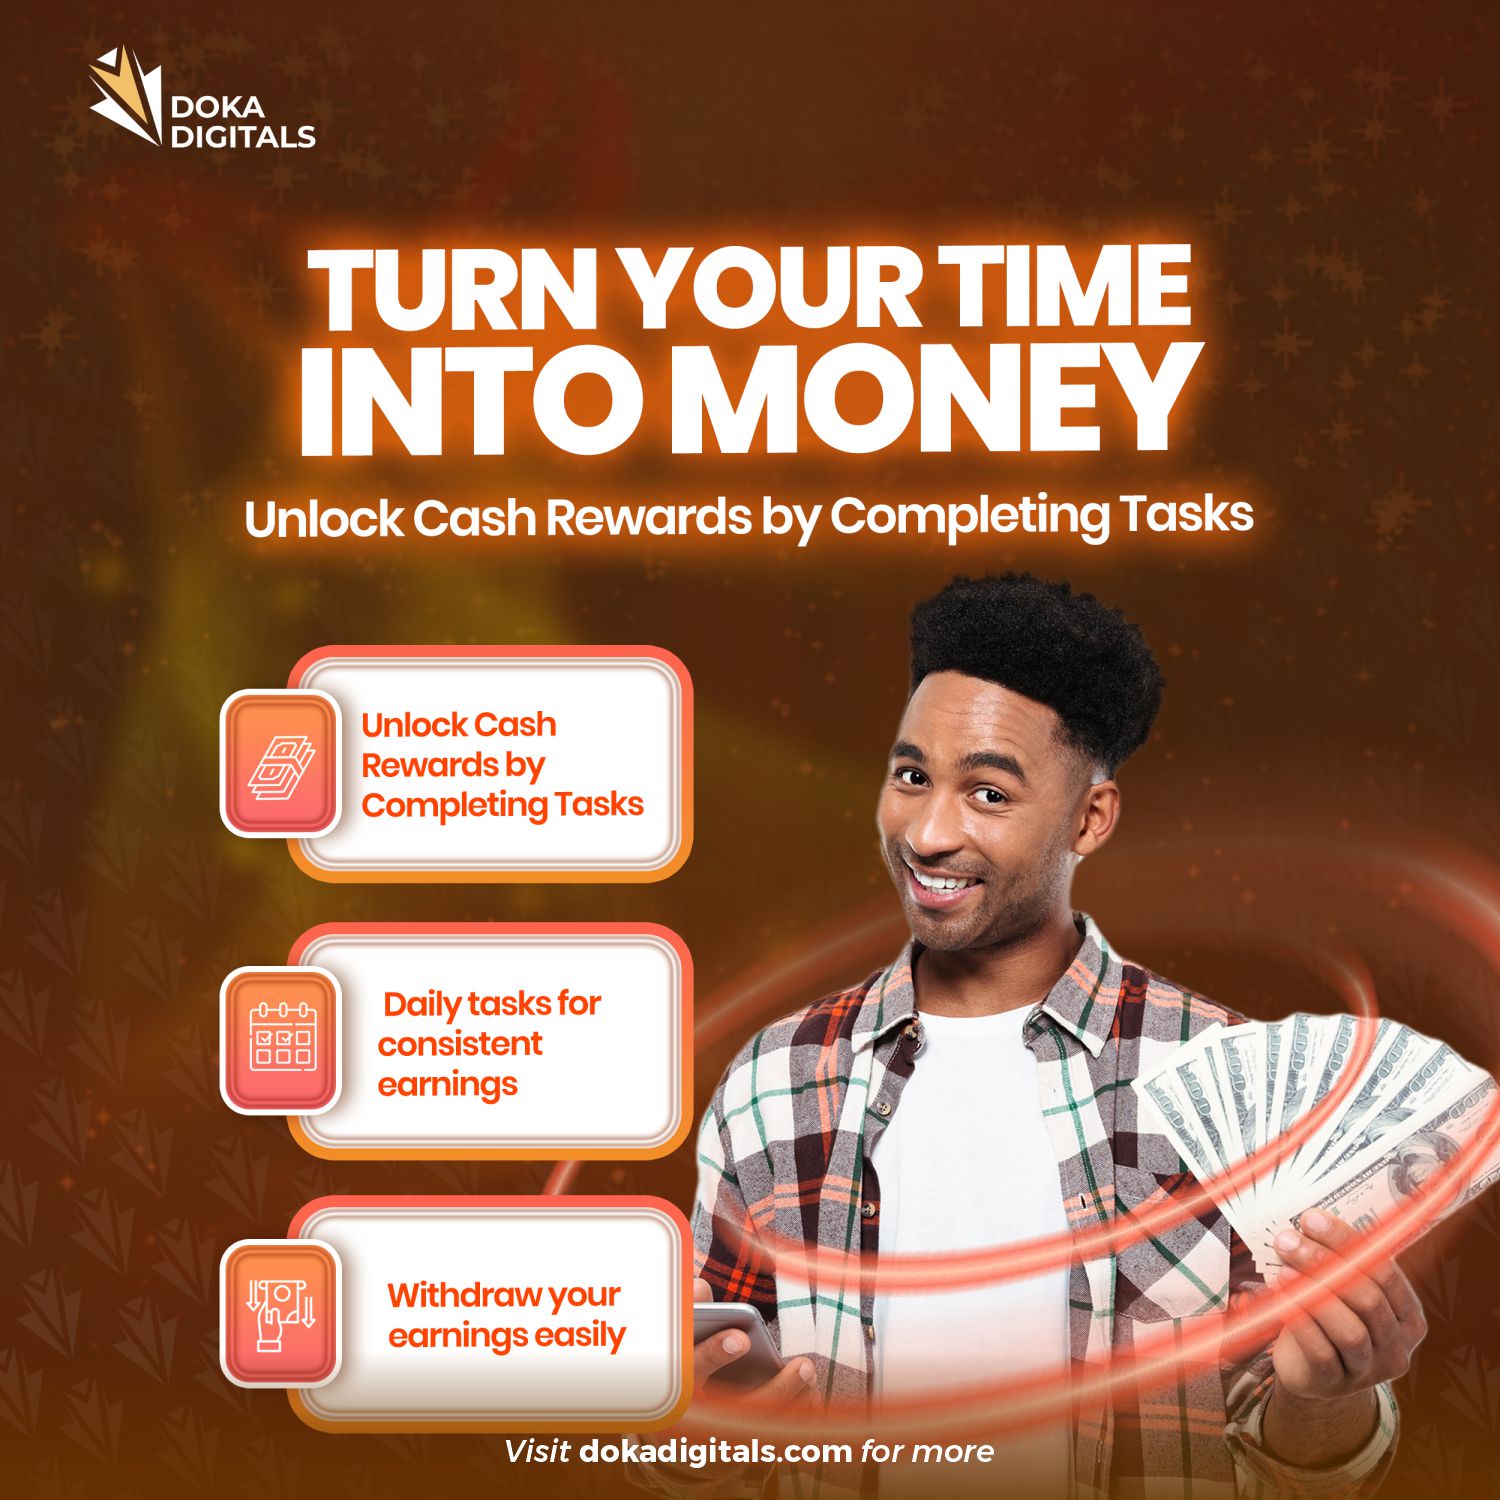 DOKA
DIGITALS
TURN YOUR TIME
INTO MONEY
Unlock Cash Rewards by Completing Tasks
Unlock Cash
Rewards by
Completing Tasks
Daily tasks for
consistent
earnings
Withdraw your
earnings easily
Visit dokadigitals.com for more